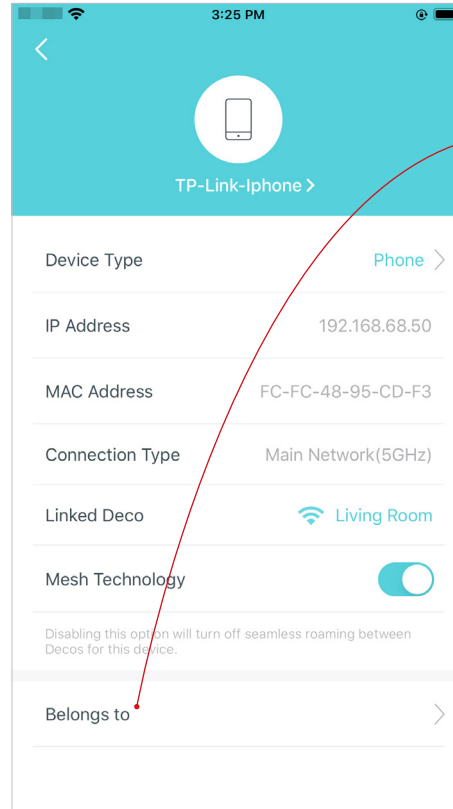 3:25 PM
TP-Link-Iphone
Device Type Phone
IP Address 192.168.68.50
MAC Address FC-FC-48-95-CD-F3
Connection Type Main Network(5GHz)
Linked Deco Living Room
Mesh Technology
Disabling this option will turn off seamless roaming between
Decos for this device.
Belongs to